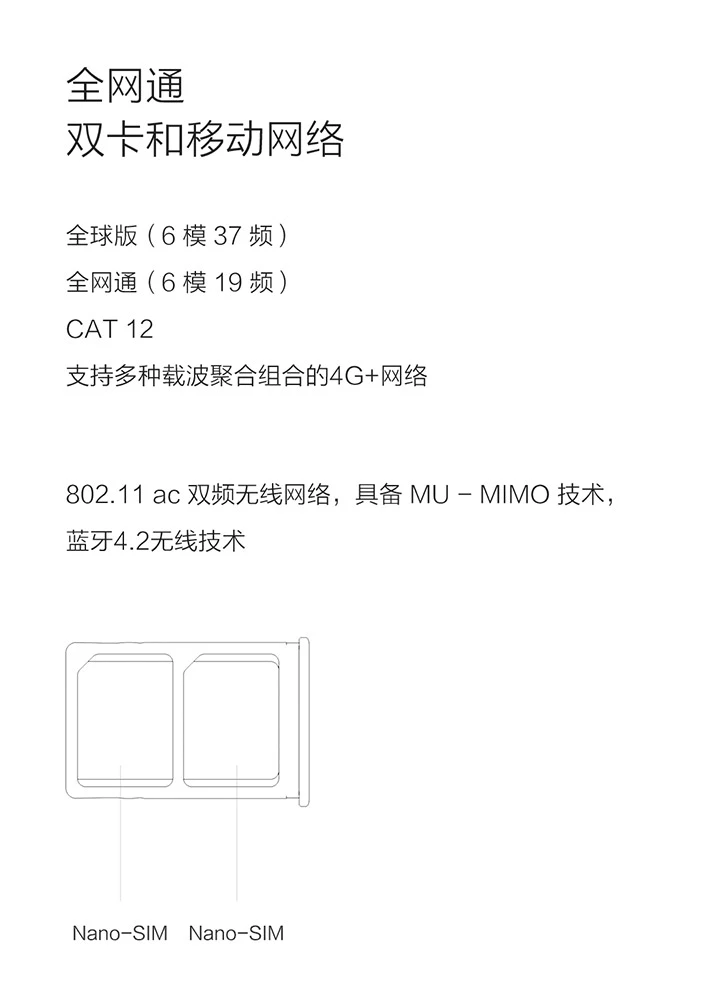 全网通
双卡和移动网络
全球版（6 模 37 频）
全网通（6 模 19 频）
CAT 12
支持多种载波聚合组合的4G+网络
802.11 ac 双频无线网络，具备 MU – MIMO 技术，
蓝牙4.2无线技术
Nano–SIM Nano–SIM